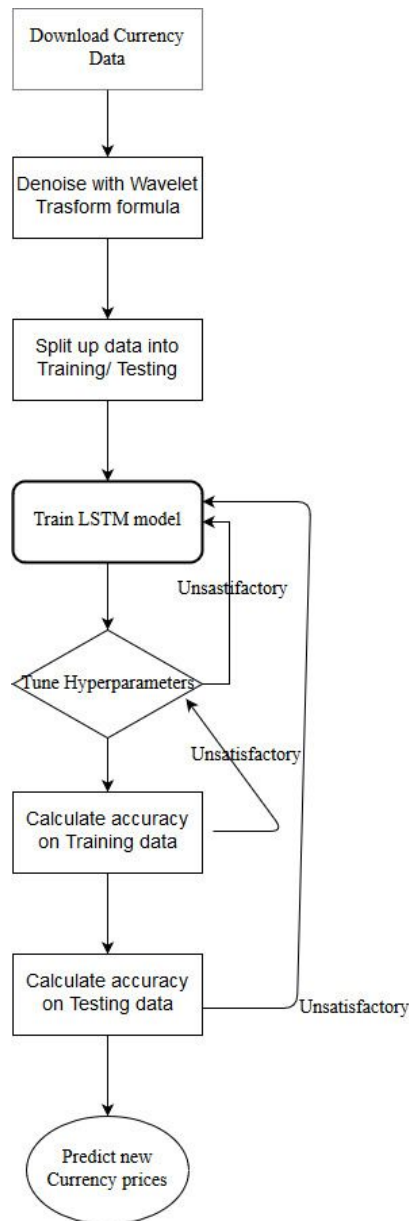 Download Currency
Data
Denoise with Wavelet
Trasform formula
Split up data into
Training/ Testing
Train LSTM model
Unsastifactory
Tune Hyperparameters
Unsatisfactory
Calculate accuracy
on Training data
Calculate accuracy
on Testing data
Unsatisfactory
Predict new
Currency prices